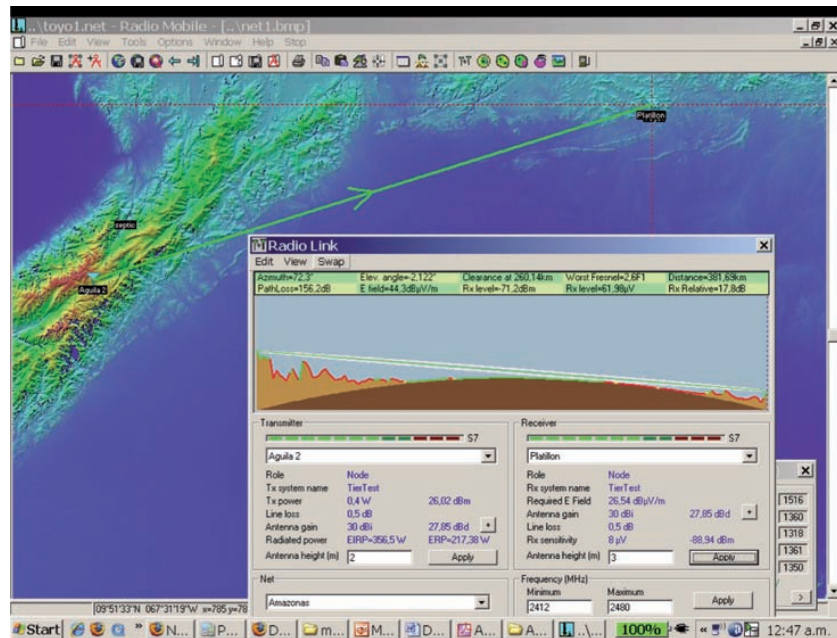 ..\toyo1.net - Radio Mobile - [..\net1.bmp]
File Edit View Tools Options Window Help Stop
Platillon
zeptic
Aguila 2
Radio Link
Edit View Swap
Azimuth=72,3° Elev. angle=-2,122° Clearance at 260,14km Worst Fresnel=2,6F1 Distance=381,69km
PathLoss=156,2dB E field=44,3dBµV/m Rx level=-71,2dBm Rx level=61,98µV Rx Relative=17,8dB
Transmitter
S7
Aguila 2
Role Node
Tx system name TierTest
Tx power 0,4 W 26,02 dBm
Line loss 0,5 dB
Antenna gain 30 dBi 27,85 dBd +
Radiated power EIRP=356,5 W ERP=217,38 W
Antenna height (m) 2 Apply
Receiver
S7
Platillon
Role Node
Rx system name TierTest
Required E Field 26,54 dBµV/m
Antenna gain 30 dBi 27,85 dBd +
Line loss 0,5 dB
Rx sensitivity 8 µV -88,94 dBm
Antenna height (m) 3 Apply
Net
Amazonas
Frequency (MHz)
Minimum Maximum
2412 2480 Apply
1516
1360
1318
1361
1350
09°51'33"N 067°31'19"W x=785 y=78
Start N... P... D... m... M... D... A... A... ..\... 100% 12:47 a.m.